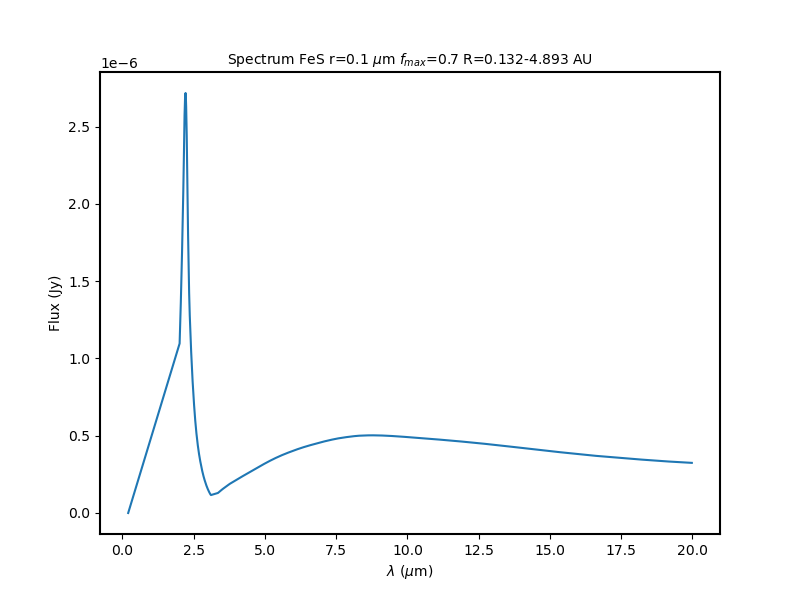 Spectrum FeS r=0.1 μm f_max=0.7 R=0.132-4.893 AU
1e−6
2.5
2.0
1.5
1.0
0.5
0.0
Flux (Jy)
0.0 2.5 5.0 7.5 10.0 12.5 15.0 17.5 20.0
λ (μm)